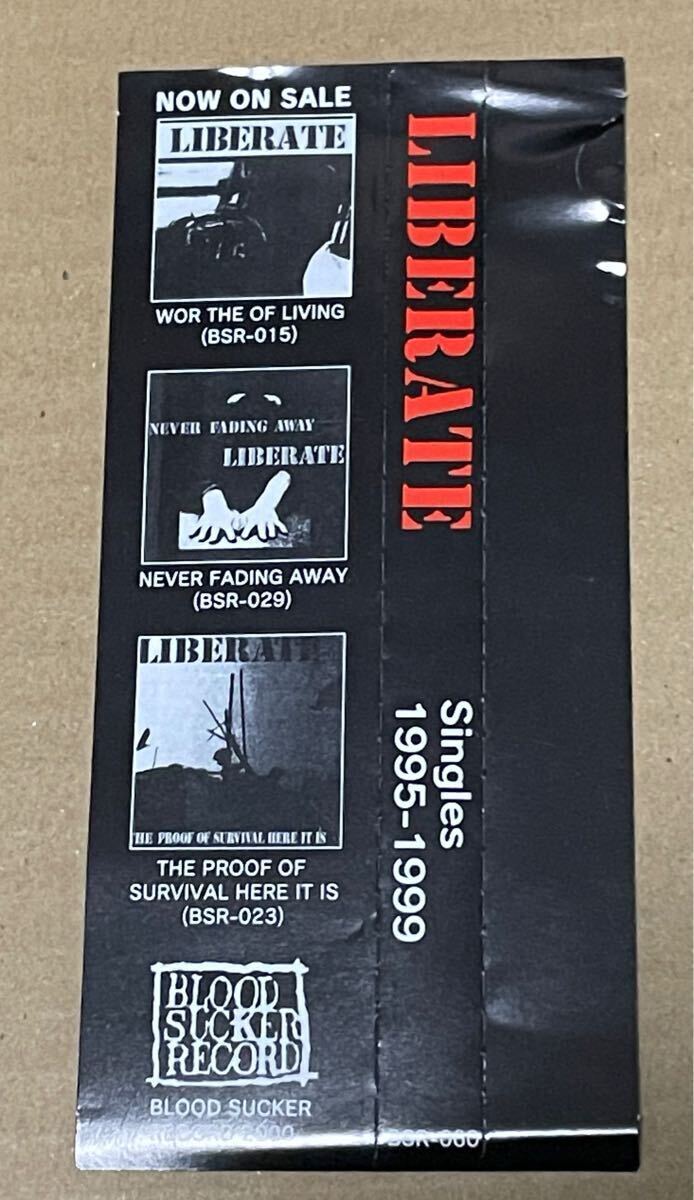 NOW ON SALE
LIBERATE
WOR THE OF LIVING
(BSR-015)
NEVER FADING AWAY
LIBERATE
NEVER FADING AWAY
(BSR-029)
LIBERATE
THE PROOF OF SURVIVAL HERE IT IS
THE PROOF OF
SURVIVAL HERE IT IS
(BSR-023)
BLOOD
SUCKER
RECORD
BLOOD SUCKER
LIBERATE
Singles
1995-1999
BSR-060